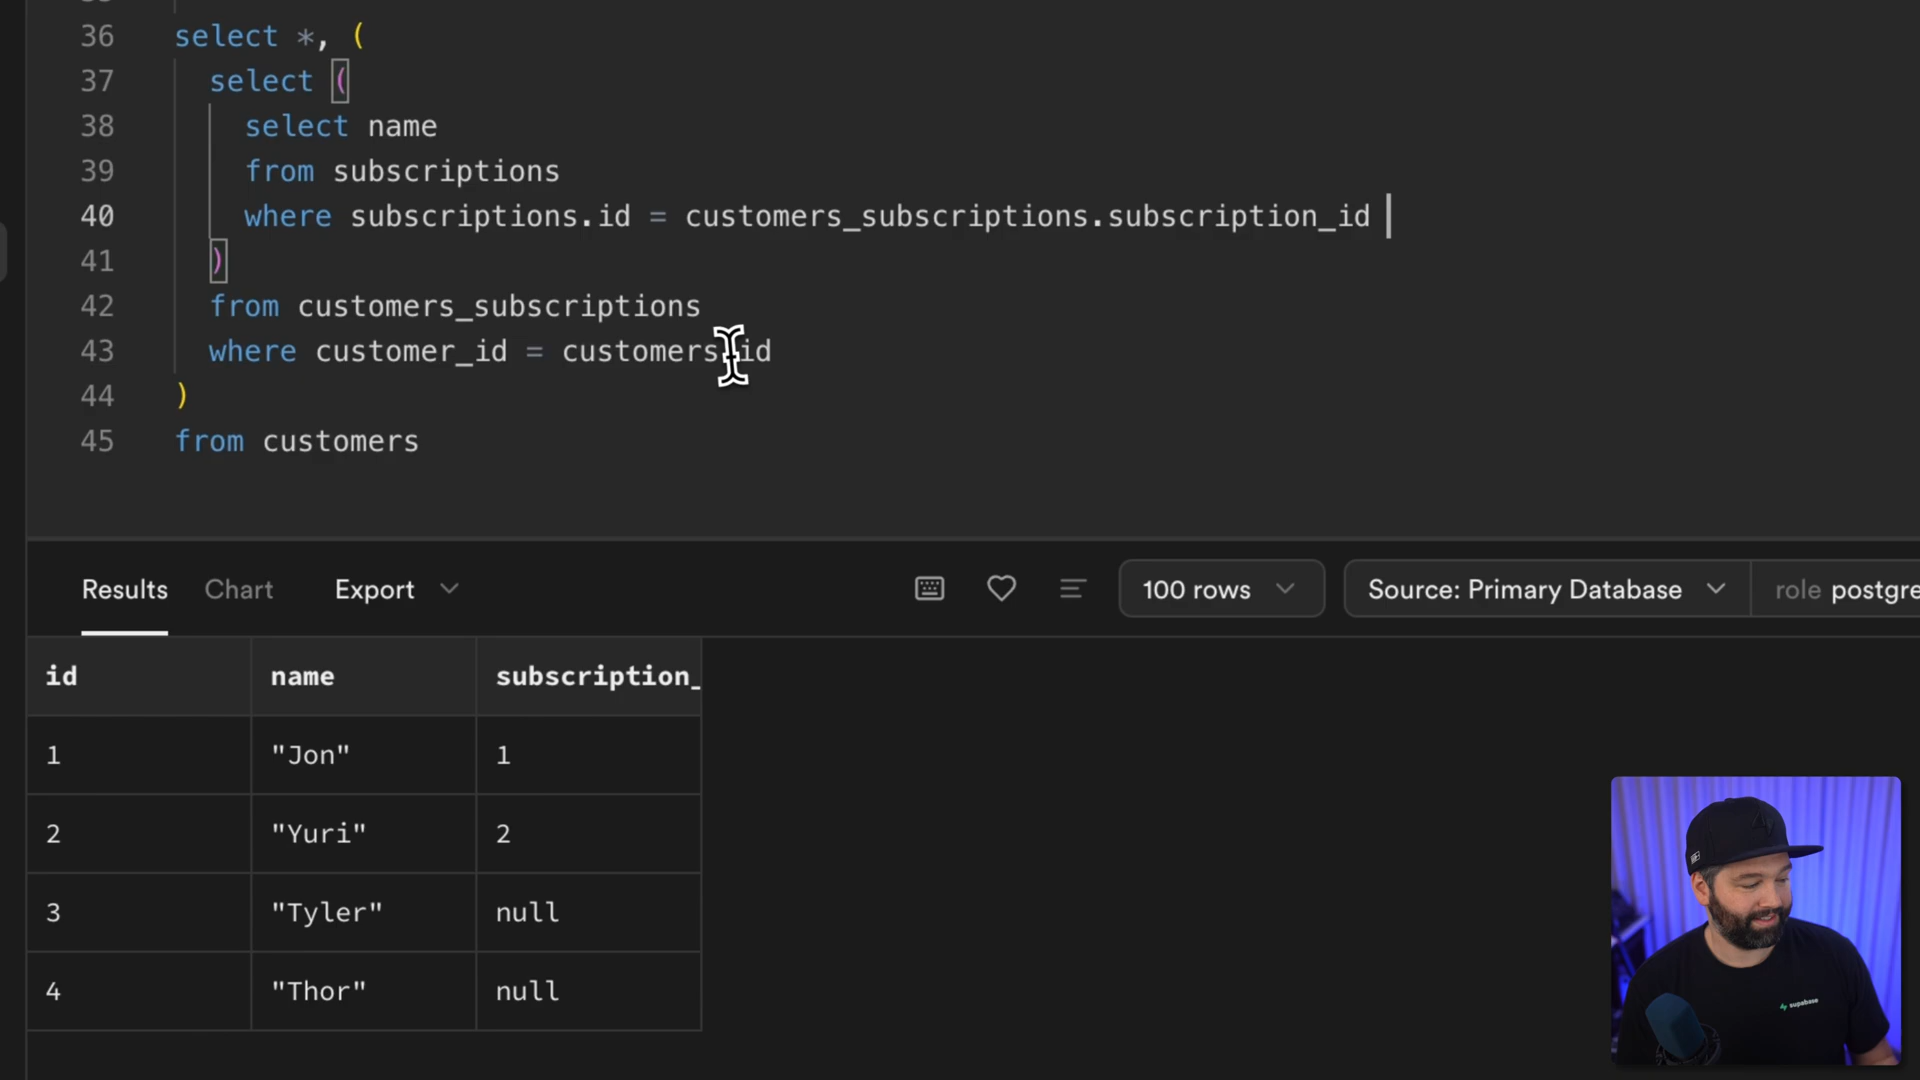 36 select *, (
37 select (
38 select name
39 from subscriptions
40 where subscriptions.id = customers_subscriptions.subscription_id
41 )
42 from customers_subscriptions
43 where customer_id = customers.id
44 )
45 from customers
Results Chart Export 100 rows Source: Primary Database role postgre
id name subscription_
1 "Jon" 1
2 "Yuri" 2
3 "Tyler" null
4 "Thor" null
supabase